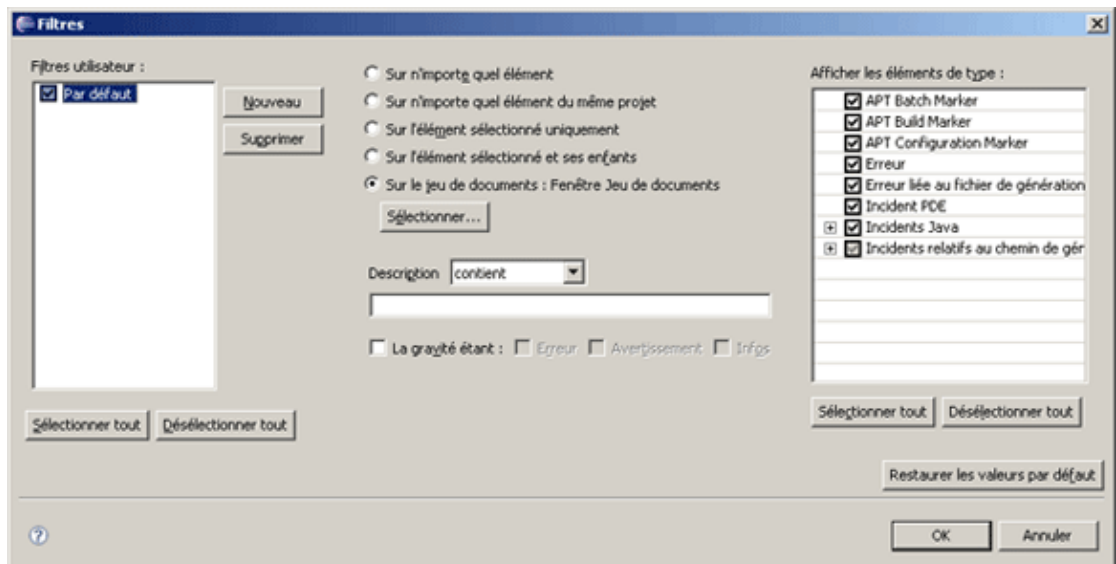 Filtres
Filtres utilisateur :
Par défaut
Nouveau
Supprimer
Sélectionner tout
Désélectionner tout
Sur n'importe quel élément
Sur n'importe quel élément du même projet
Sur l'élément sélectionné uniquement
Sur l'élément sélectionné et ses enfants
Sur le jeu de documents : Fenêtre Jeu de documents
Sélectionner...
Description contient
La gravité étant : Erreur Avertissement Infos
Afficher les éléments de type :
APT Batch Marker
APT Build Marker
APT Configuration Marker
Erreur
Erreur liée au fichier de génération
Incident PDE
Incidents Java
Incidents relatifs au chemin de gér
Sélectionner tout
Désélectionner tout
Restaurer les valeurs par défaut
?
OK
Annuler